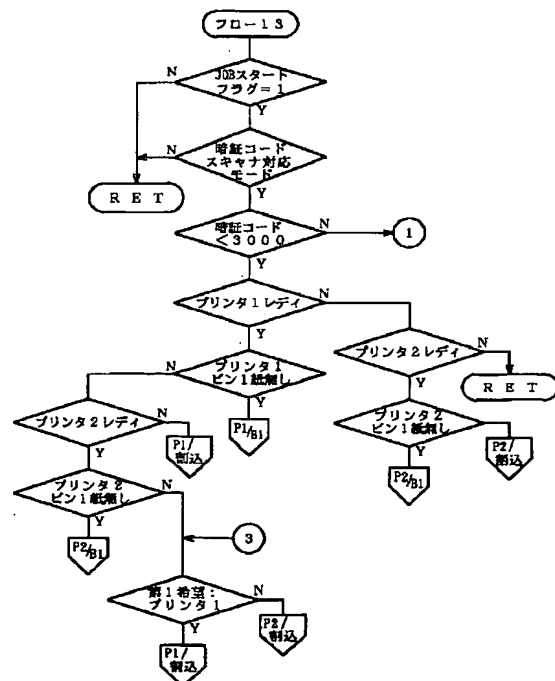 フロー13
N
JOBスタート
フラグ=1
Y
N
暗証コード
スキャナ対応
モード
Y
RET
暗証コード
<3000
N
1
Y
プリンタ1レディ
N
Y
N
プリンタ1
ビン1紙無し
Y
P1/B1
プリンタ2レディ
N
Y
RET
プリンタ2
ビン1紙無し
N
Y
P2/B1
P2/
割込
プリンタ2レディ
N
Y
P1/
割込
プリンタ2
ビン1紙無し
N
Y
P2/B1
3
第1希望:
プリンタ1
N
Y
P1/
割込
P2/
割込